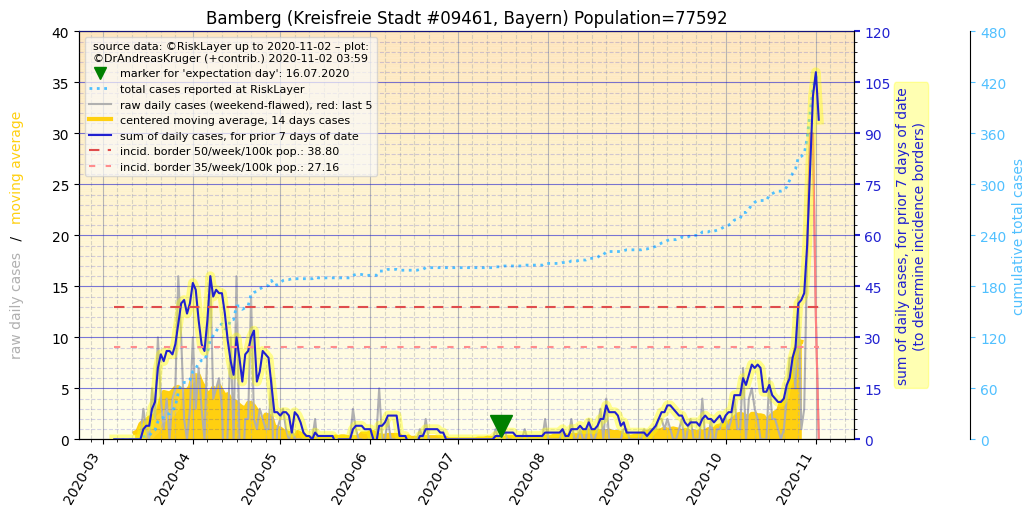 Bamberg (Kreisfreie Stadt #09461, Bayern) Population=77592
source data: ©RiskLayer up to 2020-11-02 – plot:
©DrAndreasKruger (+contrib.) 2020-11-02 03:59
marker for 'expectation day': 16.07.2020
total cases reported at RiskLayer
raw daily cases (weekend-flawed), red: last 5
centered moving average, 14 days cases
sum of daily cases, for prior 7 days of date
incid. border 50/week/100k pop.: 38.80
incid. border 35/week/100k pop.: 27.16
raw daily cases / moving average
40
35
30
25
20
15
10
5
0
2020-03
2020-04
2020-05
2020-06
2020-07
2020-08
2020-09
2020-10
2020-11
120
105
90
75
60
45
30
15
0
sum of daily cases, for prior 7 days of date
(to determine incidence borders)
480
420
360
300
240
180
120
60
0
cumulative total cases